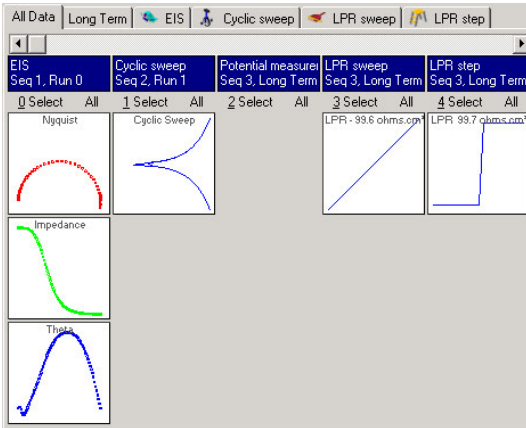 All Data Long Term EIS Cyclic sweep LPR sweep LPR step
EIS Cyclic sweep Potential measurer LPR sweep LPR step
Seq 1, Run 0 Seq 2, Run 1 Seq 3, Long Term Seq 3, Long Term Seq 3, Long Term
0 Select All 1 Select All 2 Select All 3 Select All 4 Select All
Nyquist Cyclic Sweep LPR - 99.6 ohms.cm² LPR 99.7 ohms.cm²
Impedance
Theta